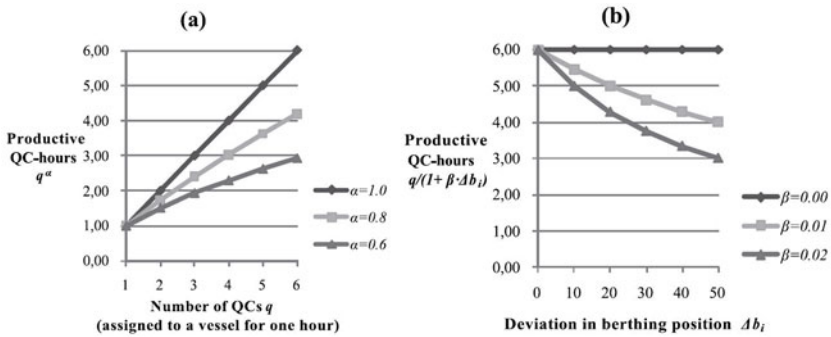 (a)
6,00
5,00
4,00
3,00
2,00
1,00
0,00
Productive
QC-hours
q^α
1 2 3 4 5 6
Number of QCs q
(assigned to a vessel for one hour)
α=1.0
α=0.8
α=0.6
(b)
6,00
5,00
4,00
3,00
2,00
1,00
0,00
Productive
QC-hours
q/(1+ β·Δb_i)
0 10 20 30 40 50
Deviation in berthing position Δb_i
β=0.00
β=0.01
β=0.02